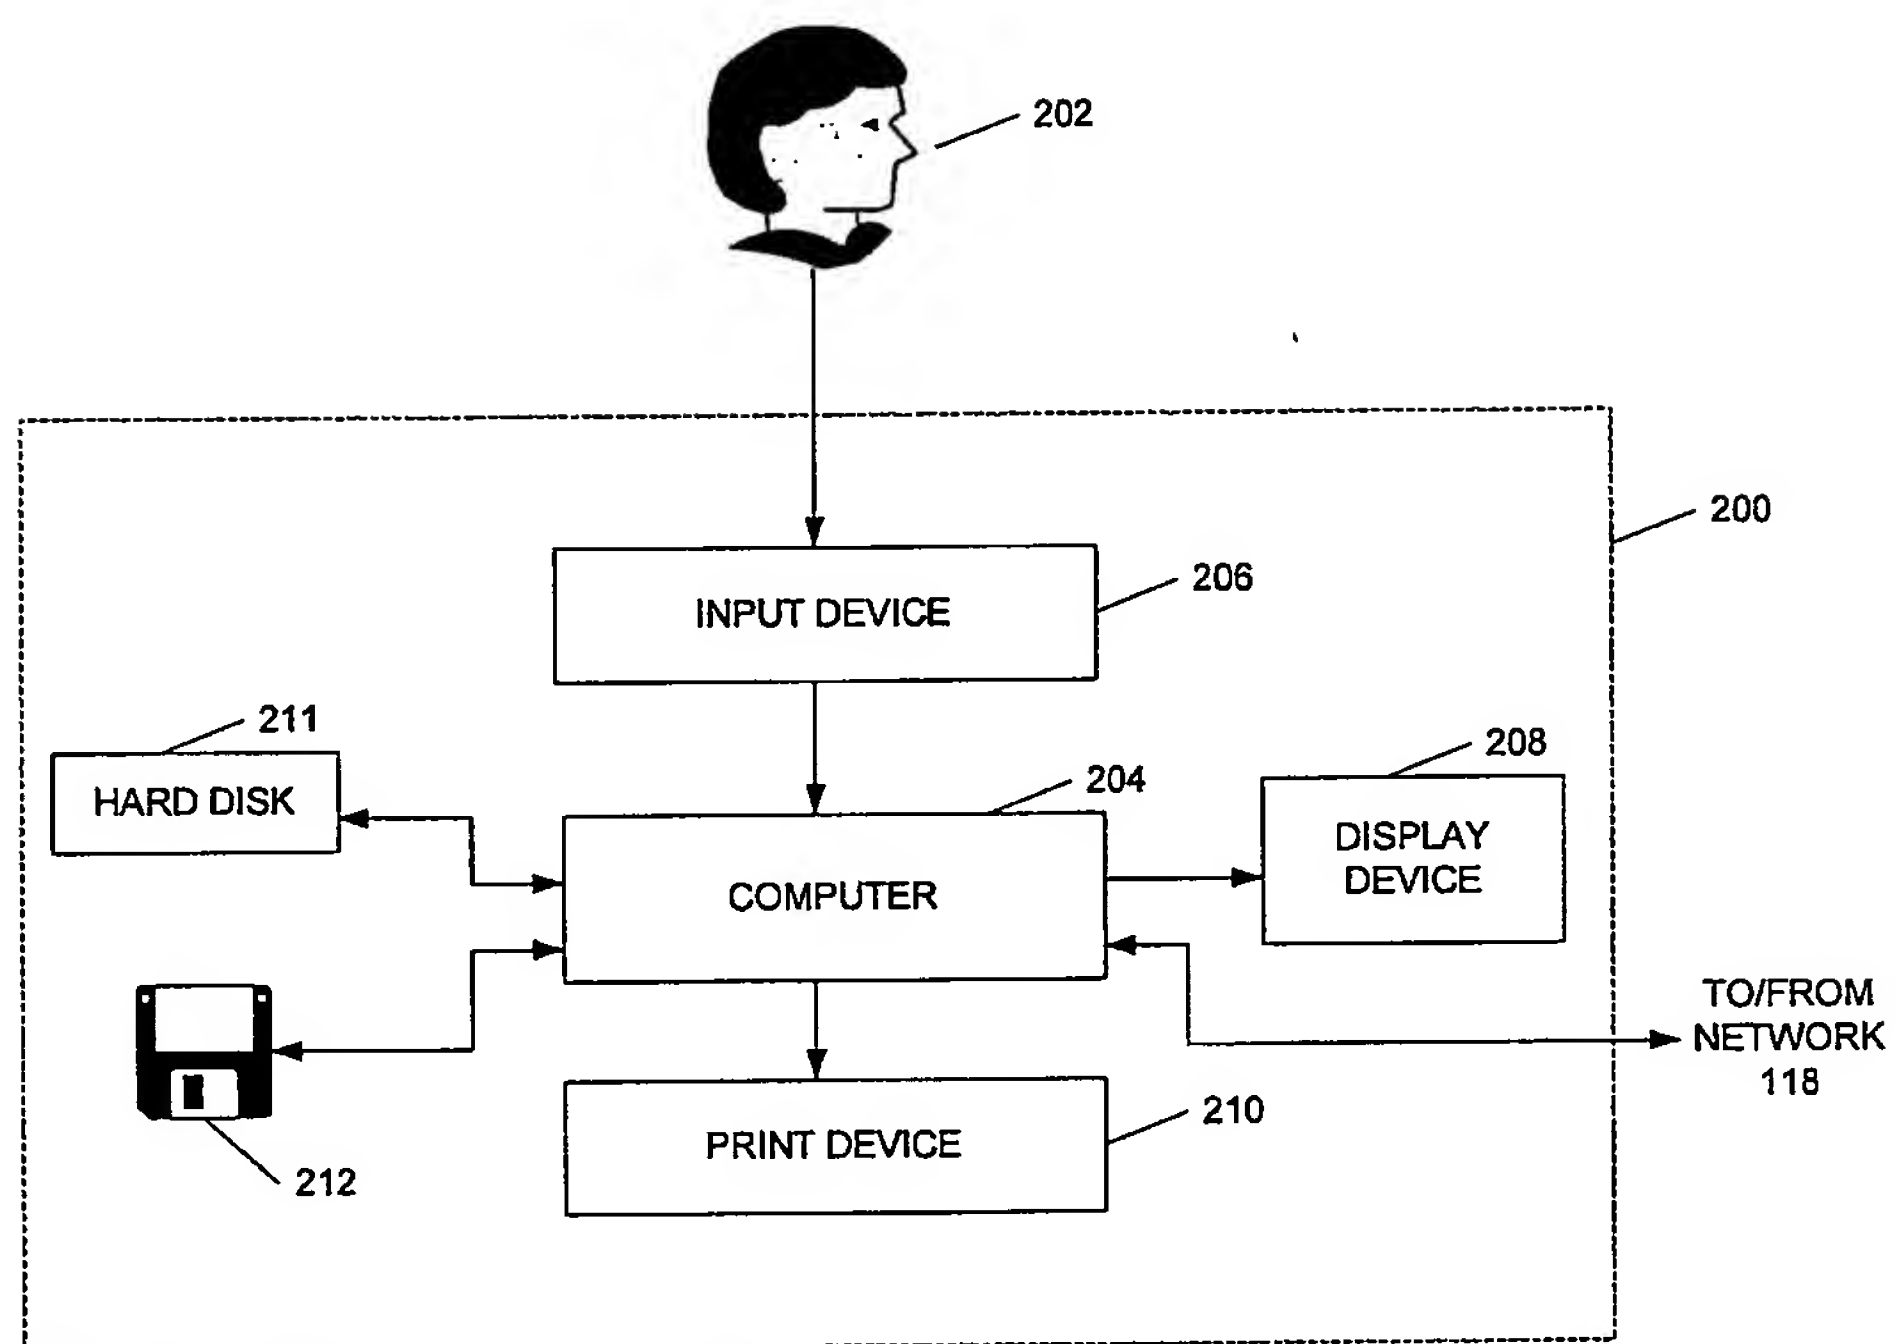 202
200
INPUT DEVICE
206
211
HARD DISK
204
208
DISPLAY
DEVICE
COMPUTER
TO/FROM
NETWORK
118
PRINT DEVICE
210
212